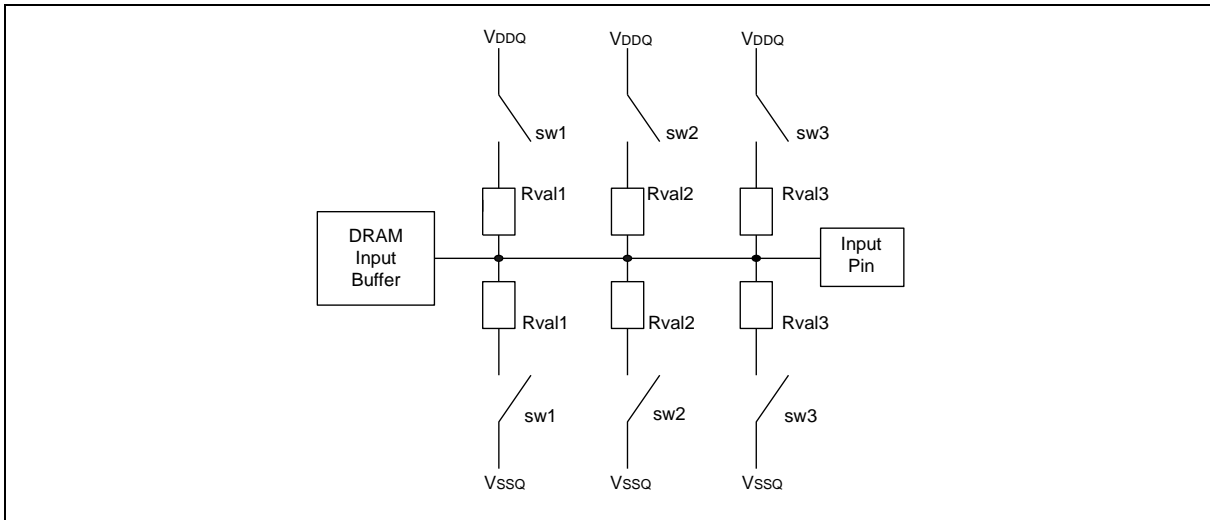 VDDQ VDDQ VDDQ
sw1 sw2 sw3
Rval1 Rval2 Rval3
DRAM
Input
Buffer
Input
Pin
Rval1 Rval2 Rval3
sw1 sw2 sw3
VSSQ VSSQ VSSQ